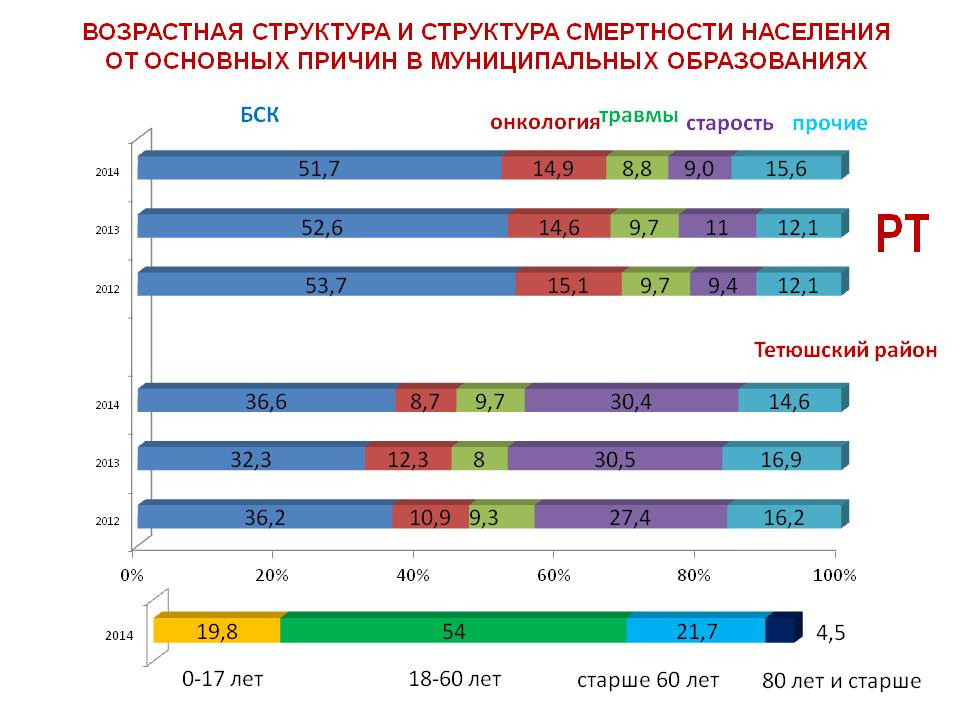 ВОЗРАСТНАЯ СТРУКТУРА И СТРУКТУРА СМЕРТНОСТИ НАСЕЛЕНИЯ
ОТ ОСНОВНЫХ ПРИЧИН В МУНИЦИПАЛЬНЫХ ОБРАЗОВАНИЯХ
БСК онкология травмы старость прочие
2014 51,7 14,9 8,8 9,0 15,6
2013 52,6 14,6 9,7 11 12,1
РТ
2012 53,7 15,1 9,7 9,4 12,1
Тетюшский район
2014 36,6 8,7 9,7 30,4 14,6
2013 32,3 12,3 8 30,5 16,9
2012 36,2 10,9 9,3 27,4 16,2
0% 20% 40% 60% 80% 100%
2014 19,8 54 21,7 4,5
0-17 лет 18-60 лет старше 60 лет 80 лет и старше